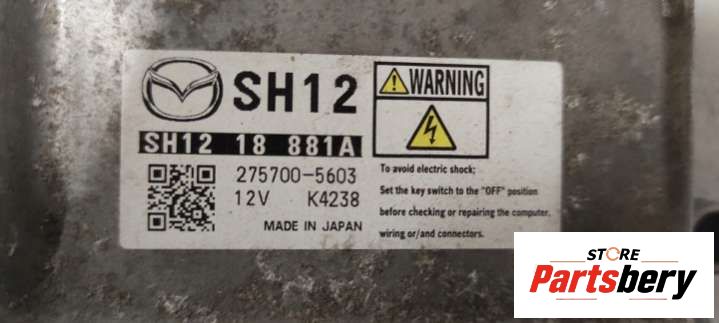 SH12
WARNING
SH12 18 881A
275700-5603
12V K4238
MADE IN JAPAN
To avoid electric shock;
Set the key switch to the "OFF" position
before checking or repairing the computer,
wiring or/and connectors.
STORE
Partsbery